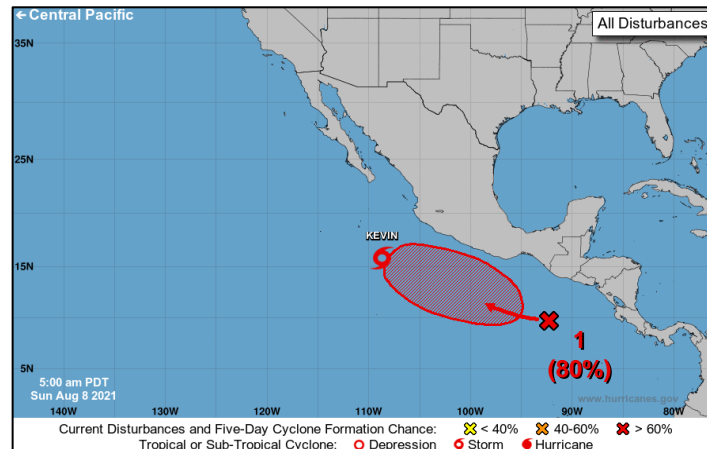 ← Central Pacific
All Disturbances
35N
25N
KEVIN
15N
1
(80%)
5N
5:00 am PDT
Sun Aug 8 2021
www.hurricanes.gov
140W 130W 120W 110W 100W 90W 80W
Current Disturbances and Five-Day Cyclone Formation Chance: < 40% 40-60% > 60%
Tropical or Sub-Tropical Cyclone: Depression Storm Hurricane